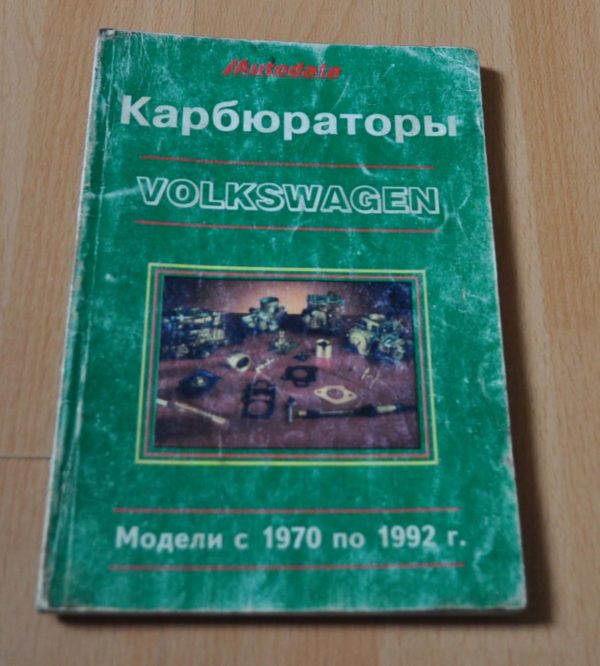 Autodata
Карбюраторы
VOLKSWAGEN
Модели с 1970 по 1992 г.